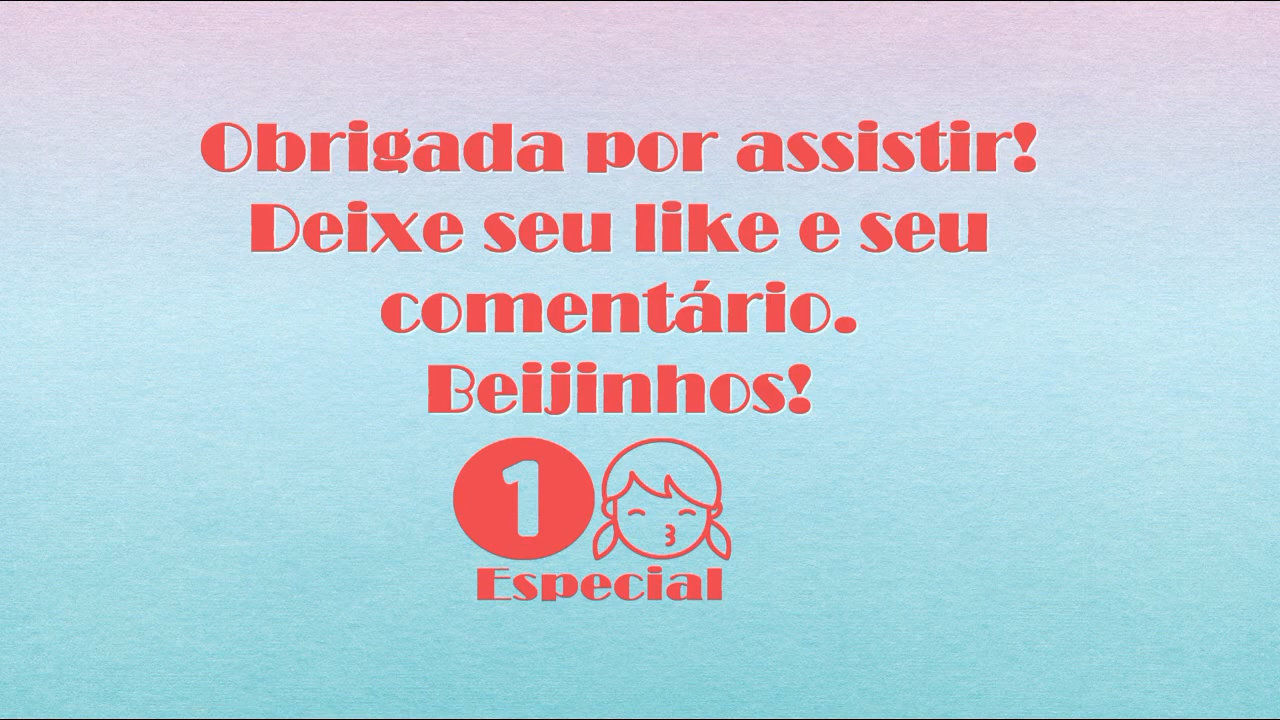 Obrigada por assistir!
Deixe seu like e seu
comentário.
Beijinhos!
1
Especial